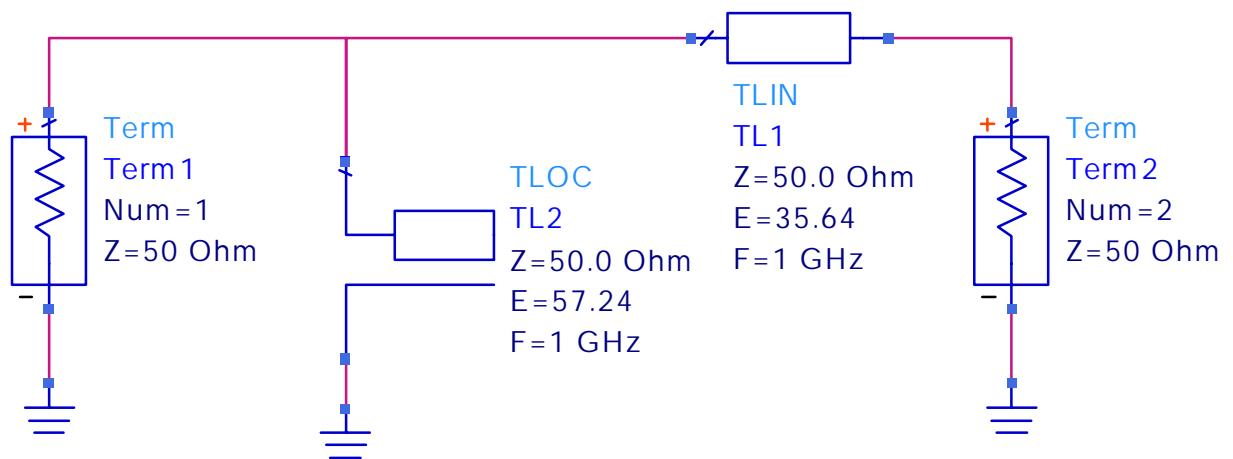 +
Term
Term1
Num=1
Z=50 Ohm
−
TLOC
TL2
Z=50.0 Ohm
E=57.24
F=1 GHz
TLIN
TL1
Z=50.0 Ohm
E=35.64
F=1 GHz
+
Term
Term2
Num=2
Z=50 Ohm
−